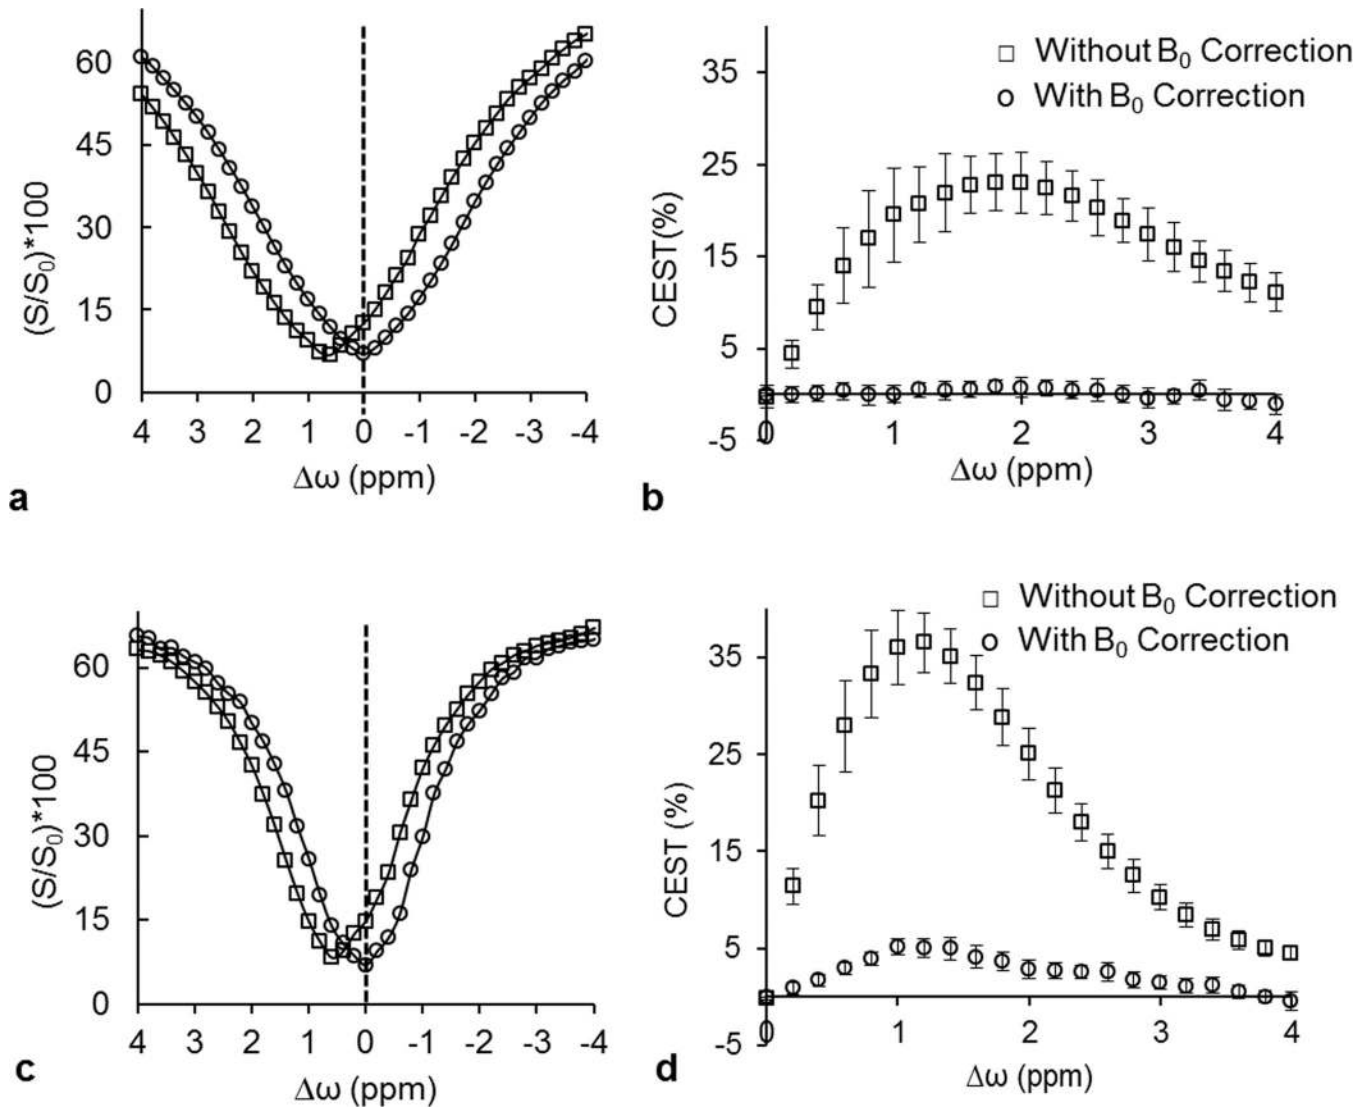 60
45
30
15
0
4 3 2 1 0 -1 -2 -3 -4
(S/S₀)*100
Δω (ppm)
a
35
25
15
5
-5
0 1 2 3 4
CEST(%)
Δω (ppm)
Without B₀ Correction
With B₀ Correction
b
60
45
30
15
0
4 3 2 1 0 -1 -2 -3 -4
(S/S₀)*100
Δω (ppm)
c
35
25
15
5
-5
0 1 2 3 4
CEST (%)
Δω (ppm)
Without B₀ Correction
With B₀ Correction
d